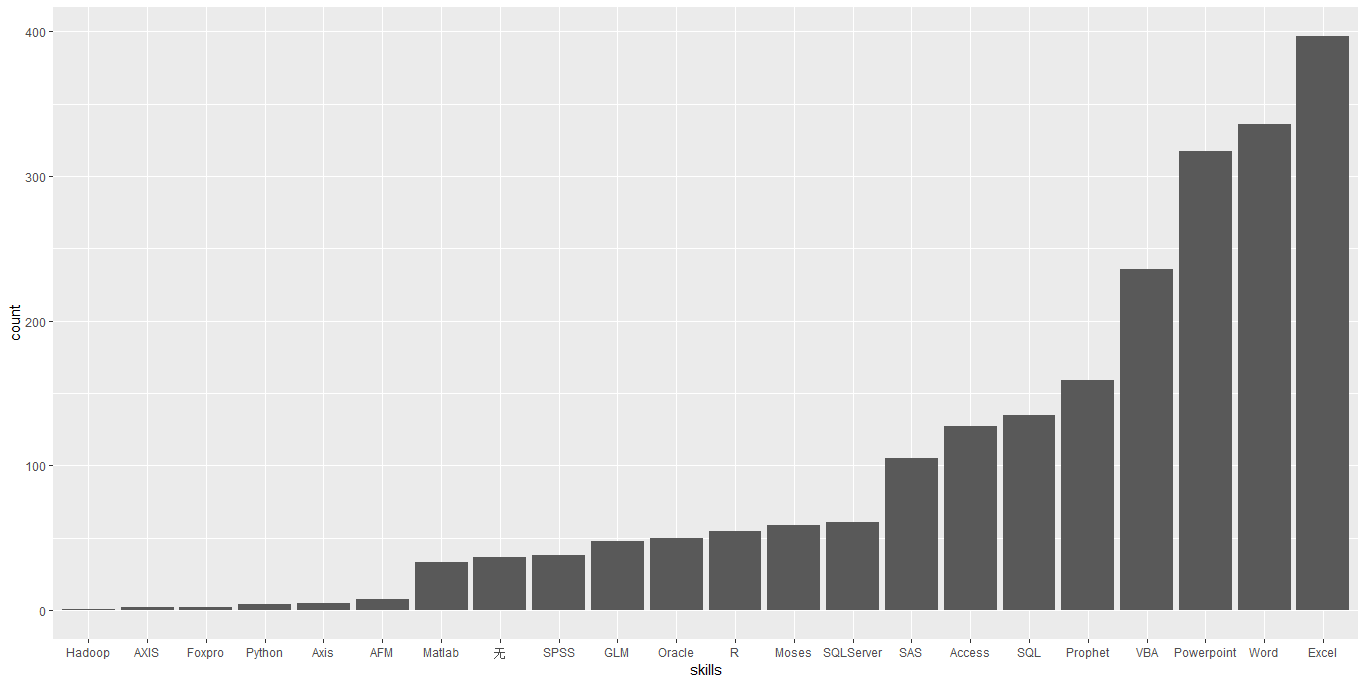 400
300
200
100
0
count
Hadoop AXIS Foxpro Python Axis AFM Matlab 无 SPSS GLM Oracle R Moses SQLServer SAS Access SQL Prophet VBA Powerpoint Word Excel
skills